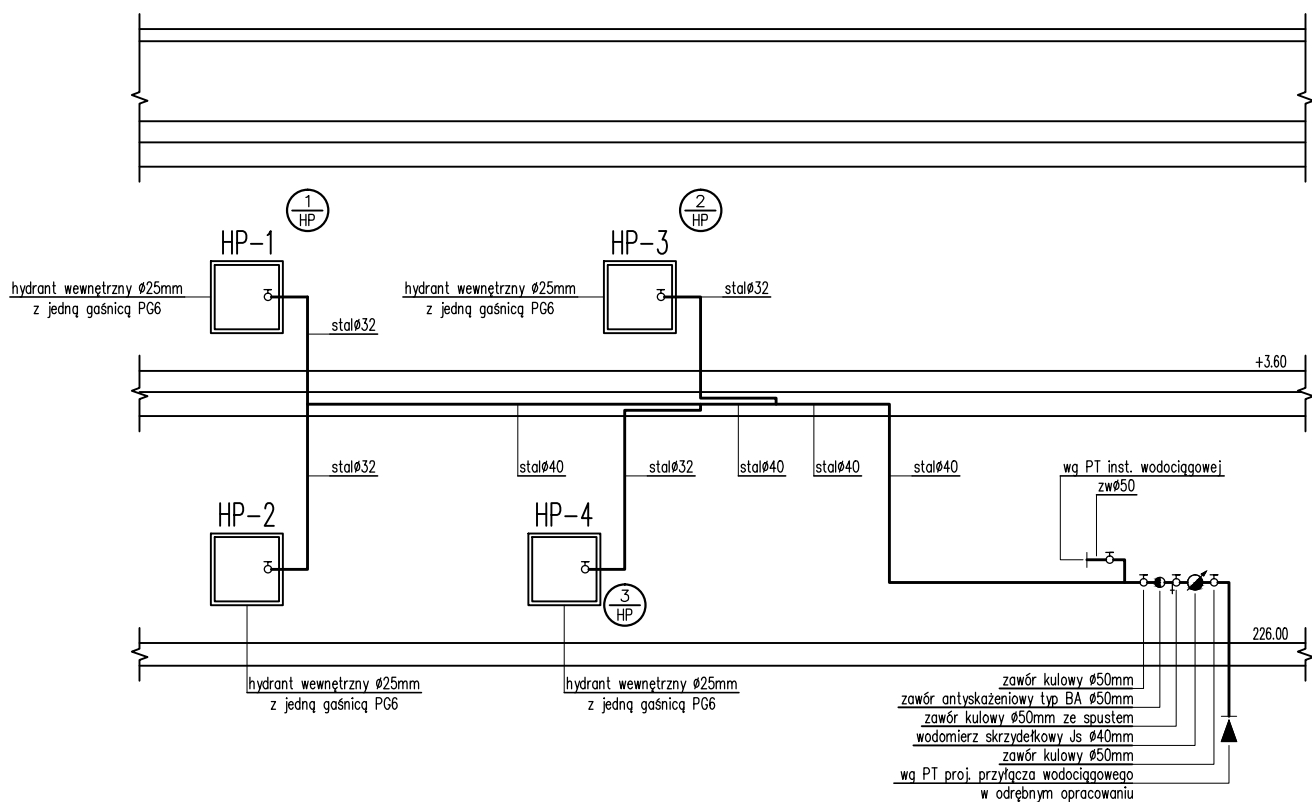 1
HP
2
HP
HP-1
HP-3
hydrant wewnętrzny ø25mm
z jedną gaśnicą PG6
hydrant wewnętrzny ø25mm
z jedną gaśnicą PG6
stalø32
stalø32
+3.60
stalø32
stalø40
stalø32
stalø40
stalø40
stalø40
wg PT inst. wodociągowej
zwø50
HP-2
HP-4
3
HP
226.00
hydrant wewnętrzny ø25mm
z jedną gaśnicą PG6
hydrant wewnętrzny ø25mm
z jedną gaśnicą PG6
zawór kulowy ø50mm
zawór antyskażeniowy typ BA ø50mm
zawór kulowy ø50mm ze spustem
wodomierz skrzydełkowy Js ø40mm
zawór kulowy ø50mm
wg PT proj. przyłącza wodociągowego
w odrębnym opracowaniu